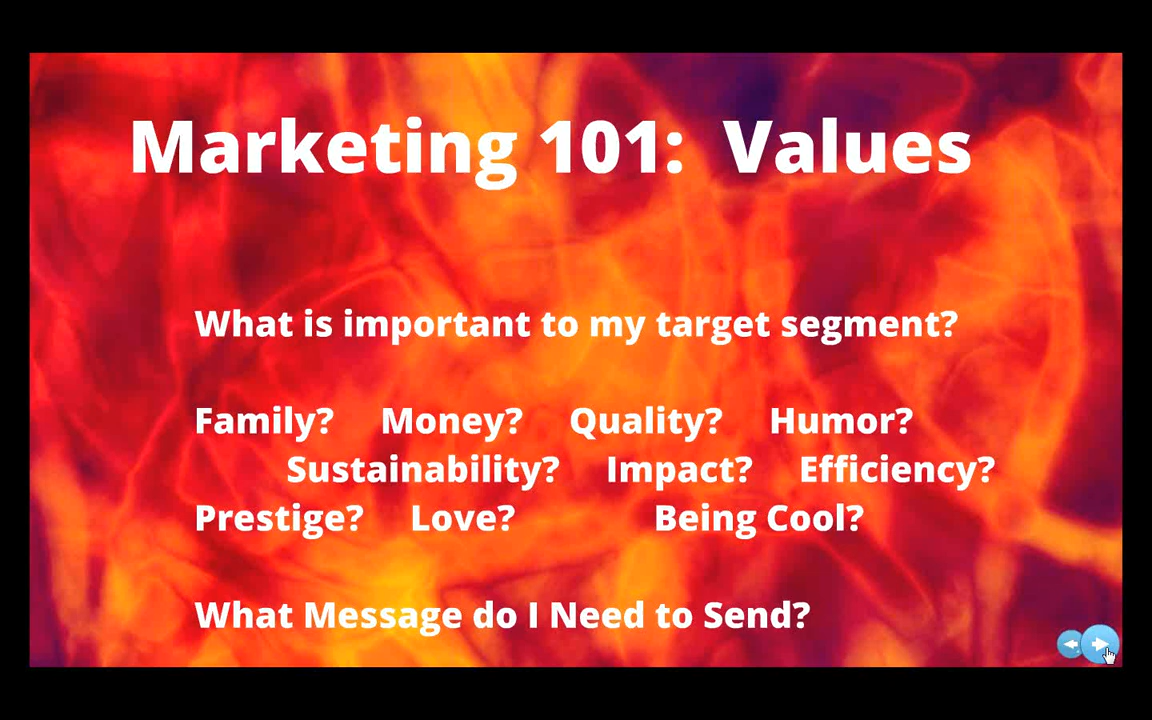 Marketing 101: Values
What is important to my target segment?
Family? Money? Quality? Humor?
Sustainability? Impact? Efficiency?
Prestige? Love? Being Cool?
What Message do I Need to Send?